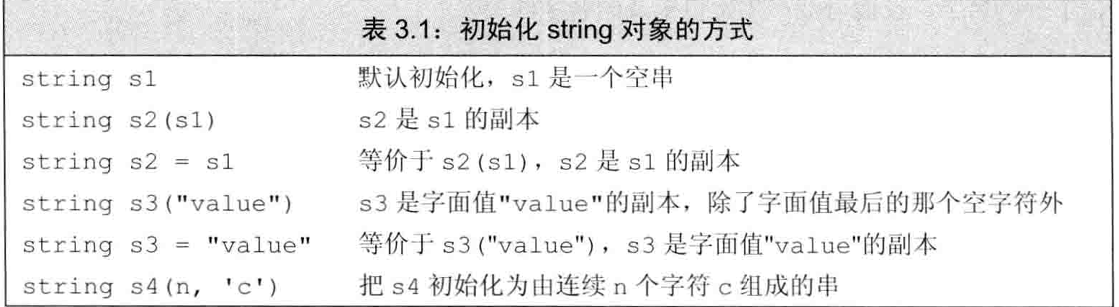 表 3.1：初始化 string 对象的方式
string s1 默认初始化，s1 是一个空串
string s2(s1) s2 是 s1 的副本
string s2 = s1 等价于 s2(s1)，s2 是 s1 的副本
string s3("value") s3 是字面值"value"的副本，除了字面值最后的那个空字符外
string s3 = "value" 等价于 s3("value")，s3 是字面值"value"的副本
string s4(n, 'c') 把 s4 初始化为由连续 n 个字符 c 组成的串